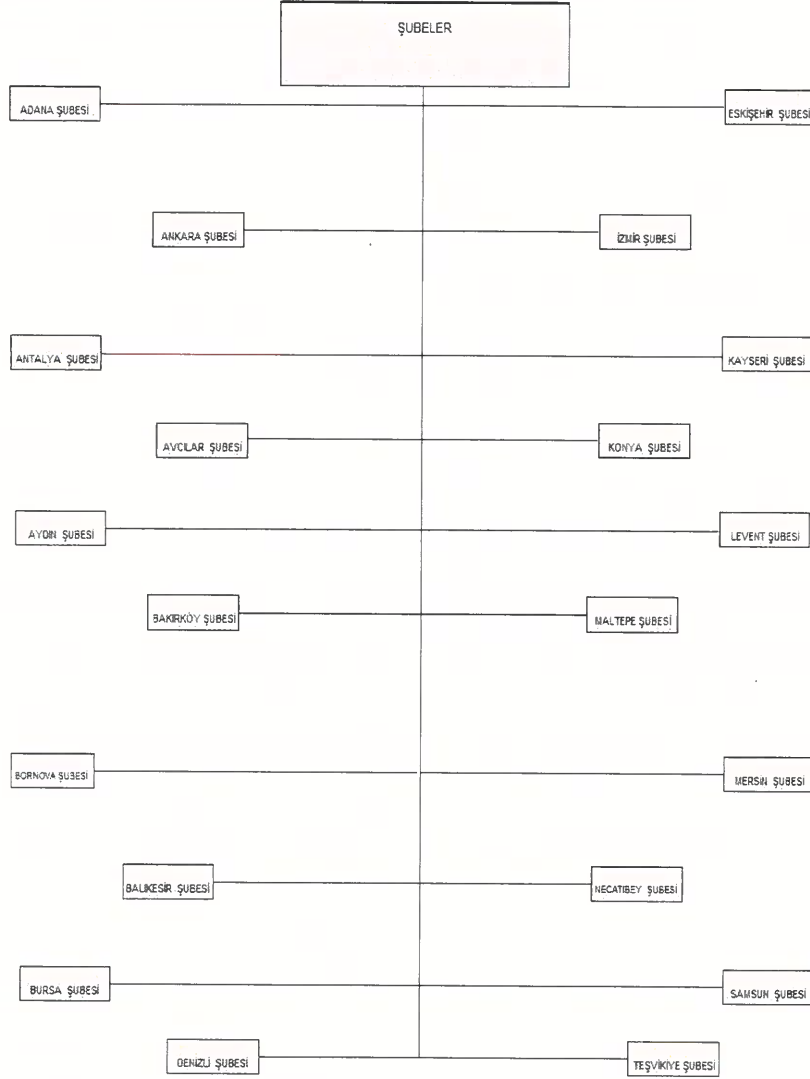 ŞUBELER
ADANA ŞUBESİ
ESKİŞEHİR ŞUBESİ
ANKARA ŞUBESİ
İZMİR ŞUBESİ
ANTALYA ŞUBESİ
KAYSERİ ŞUBESİ
AVCILAR ŞUBESİ
KONYA ŞUBESİ
AYDIN ŞUBESİ
LEVENT ŞUBESİ
BAKIRKÖY ŞUBESİ
MALTEPE ŞUBESİ
BORNOVA ŞUBESİ
MERSİN ŞUBESİ
BALIKESİR ŞUBESİ
NECATİBEY ŞUBESİ
BURSA ŞUBESİ
SAMSUN ŞUBESİ
DENİZLİ ŞUBESİ
TEŞVİKİYE ŞUBESİ